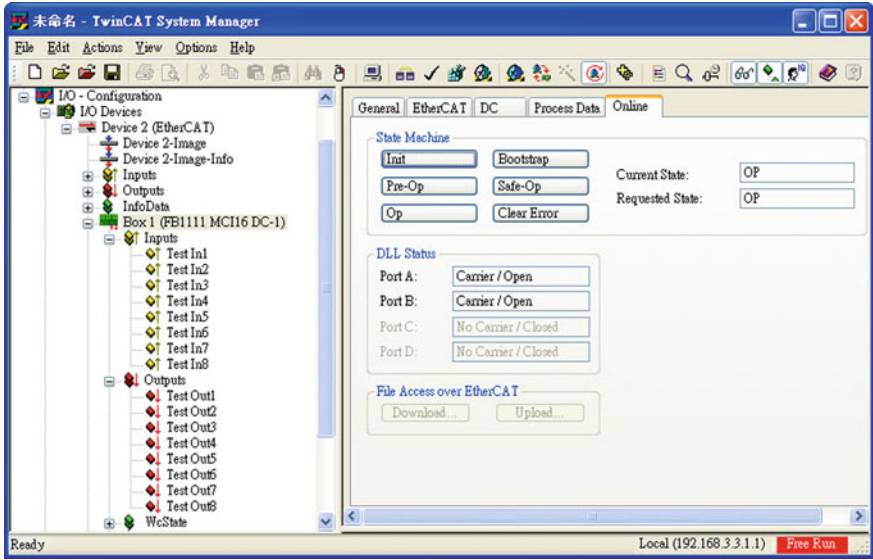 未命名 - TwinCAT System Manager
File Edit Actions View Options Help
I/O - Configuration
I/O Devices
Device 2 (EtherCAT)
Device 2-Image
Device 2-Image-Info
Inputs
Outputs
InfoData
Box 1 (FB1111 MCI16 DC-1)
Inputs
Test In1
Test In2
Test In3
Test In4
Test In5
Test In6
Test In7
Test In8
Outputs
Test Out1
Test Out2
Test Out3
Test Out4
Test Out5
Test Out6
Test Out7
Test Out8
WcState
General EtherCAT DC Process Data Online
State Machine
Init Bootstrap
Pre-Op Safe-Op
Op Clear Error
Current State: OP
Requested State: OP
DLL Status
Port A: Carrier / Open
Port B: Carrier / Open
Port C: No Carrier / Closed
Port D: No Carrier / Closed
File Access over EtherCAT
Download... Upload...
Ready Local (192.168.3.3.1.1) Free Run